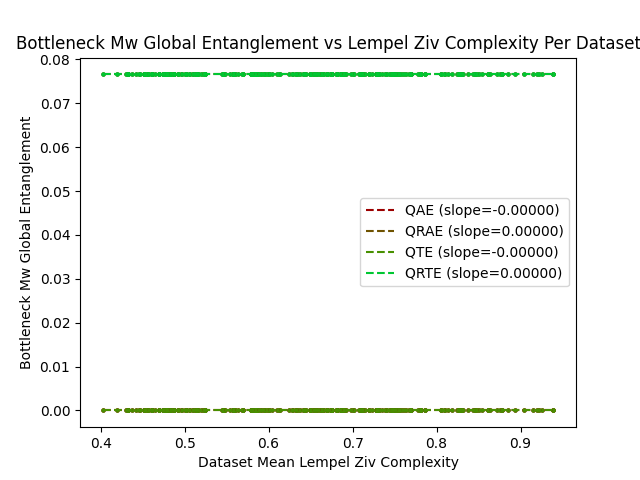 Bottleneck Mw Global Entanglement vs Lempel Ziv Complexity Per Dataset
0.08
0.07
0.06
0.05
0.04
0.03
0.02
0.01
0.00
Bottleneck Mw Global Entanglement
QAE (slope=-0.00000)
QRAE (slope=0.00000)
QTE (slope=-0.00000)
QRTE (slope=0.00000)
0.4 0.5 0.6 0.7 0.8 0.9
Dataset Mean Lempel Ziv Complexity